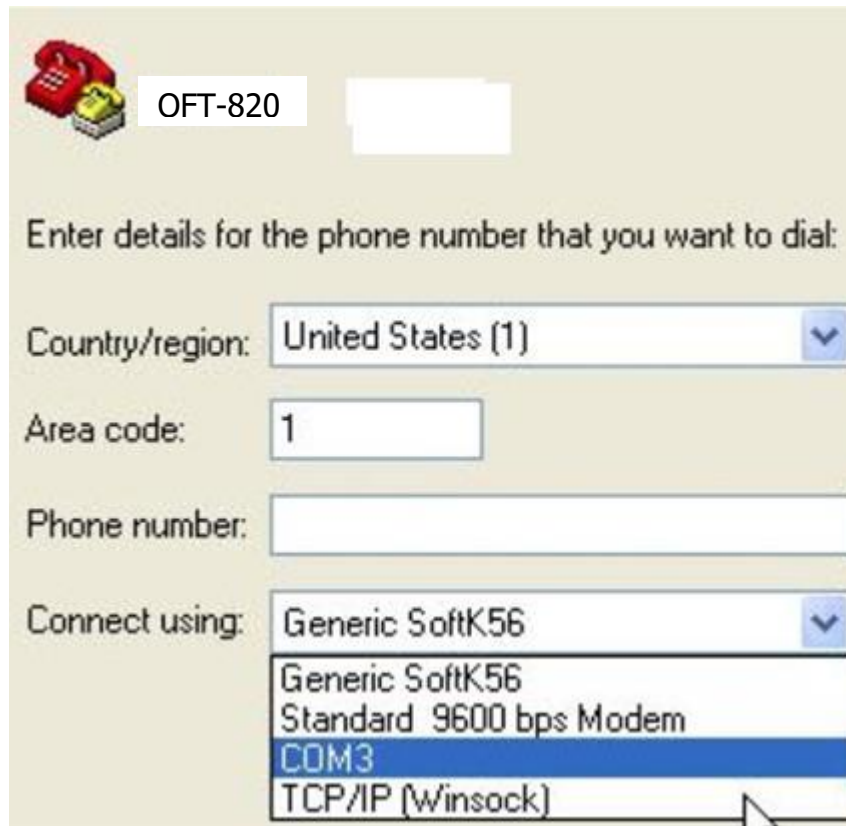 OFT-820
Enter details for the phone number that you want to dial:
Country/region: United States (1)
Area code: 1
Phone number:
Connect using: Generic SoftK56
Generic SoftK56
Standard 9600 bps Modem
COM3
TCP/IP (Winsock)